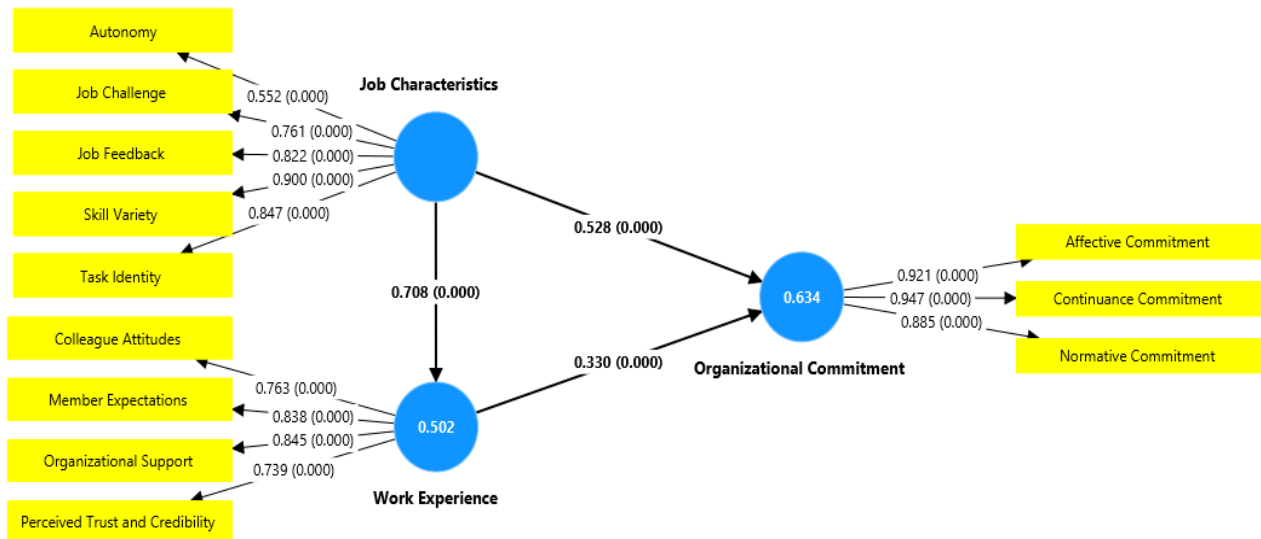 Autonomy
Job Challenge
Job Feedback
Skill Variety
Task Identity
0.552 (0.000)
0.761 (0.000)
0.822 (0.000)
0.900 (0.000)
0.847 (0.000)
Job Characteristics
0.528 (0.000)
0.708 (0.000)
0.330 (0.000)
Colleague Attitudes
Member Expectations
Organizational Support
Perceived Trust and Credibility
0.763 (0.000)
0.838 (0.000)
0.845 (0.000)
0.739 (0.000)
0.502
Work Experience
0.634
Organizational Commitment
0.921 (0.000)
0.947 (0.000)
0.885 (0.000)
Affective Commitment
Continuance Commitment
Normative Commitment